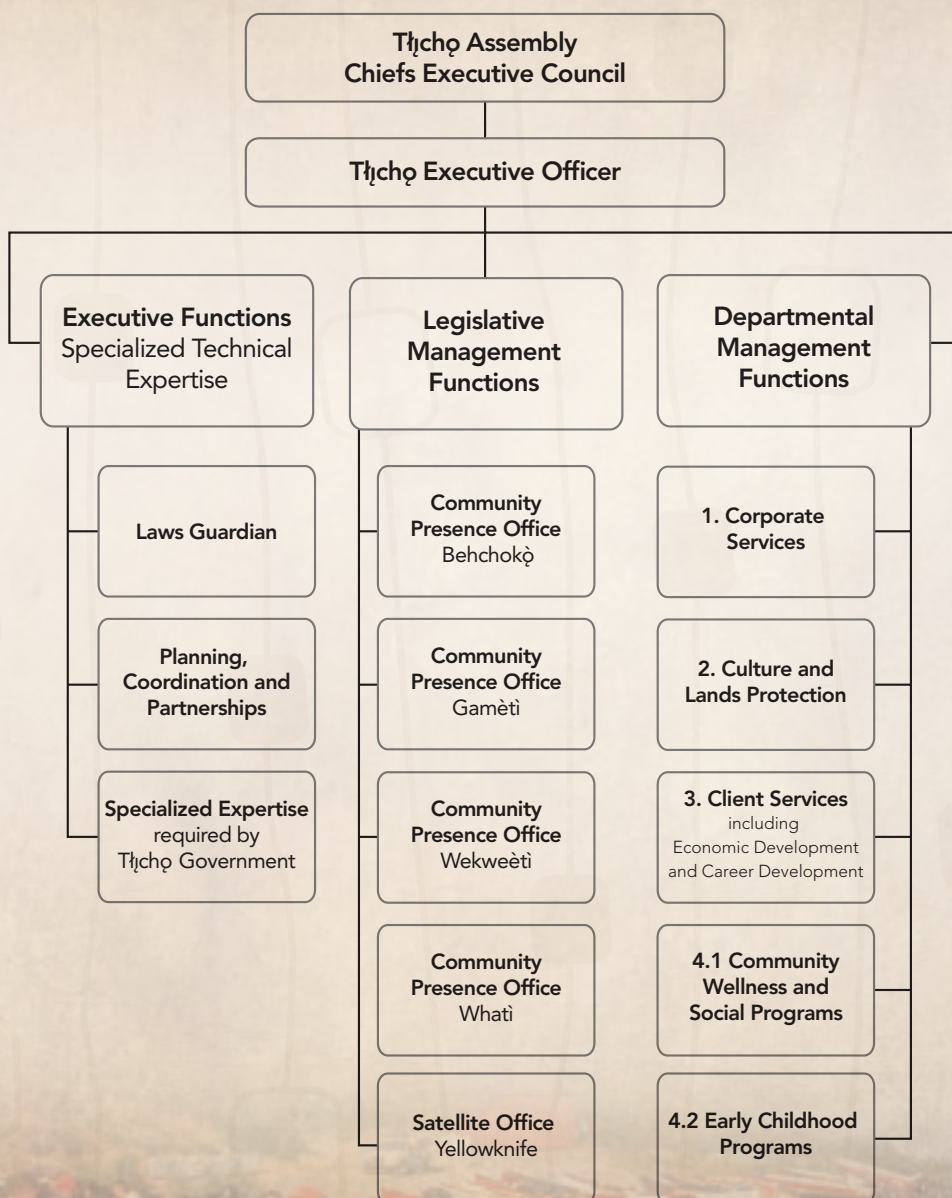 Tłı̨chǫ Assembly
Chiefs Executive Council
Tłı̨chǫ Executive Officer
Executive Functions
Specialized Technical
Expertise
Laws Guardian
Planning,
Coordination and
Partnerships
Specialized Expertise
required by
Tłı̨chǫ Government
Legislative
Management
Functions
Community
Presence Office
Behchokǫ̀
Community
Presence Office
Gamètì
Community
Presence Office
Wekweètì
Community
Presence Office
Whatì
Satellite Office
Yellowknife
Departmental
Management
Functions
1. Corporate
Services
2. Culture and
Lands Protection
3. Client Services
including
Economic Development
and Career Development
4.1 Community
Wellness and
Social Programs
4.2 Early Childhood
Programs